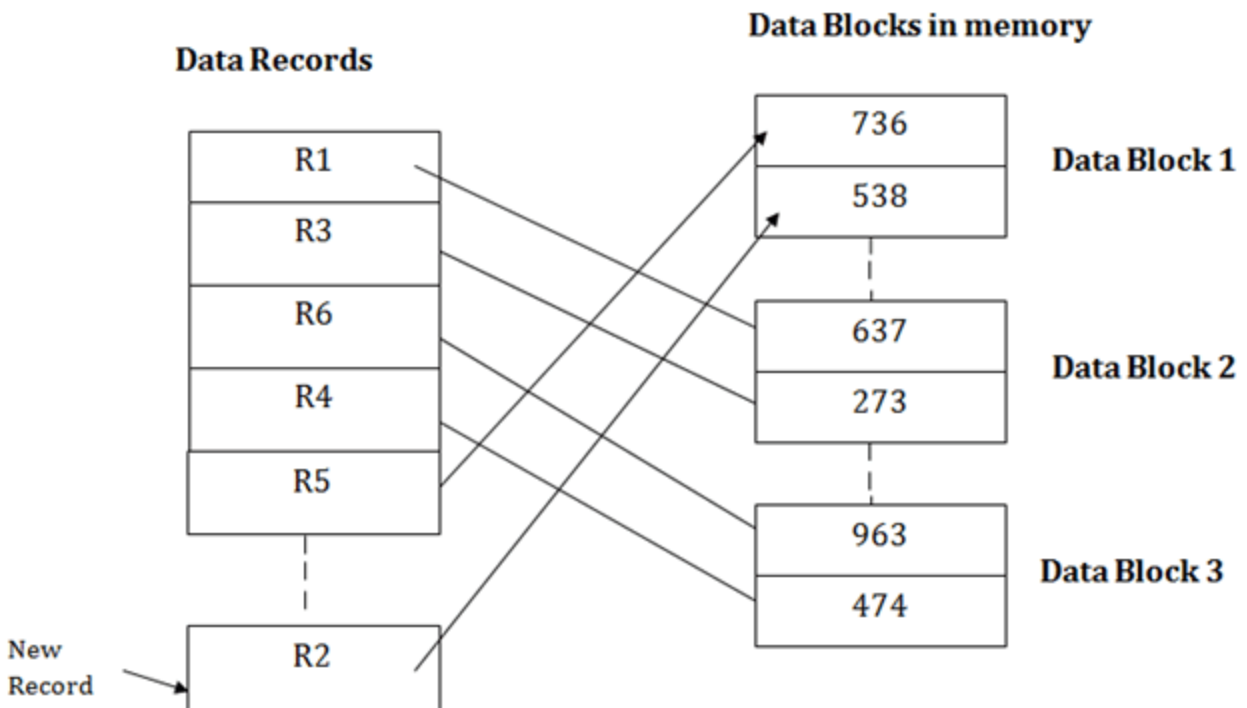 Data Blocks in memory
Data Records
R1
R3
R6
R4
R5
R2
New
Record
736
538
Data Block 1
637
273
Data Block 2
963
474
Data Block 3